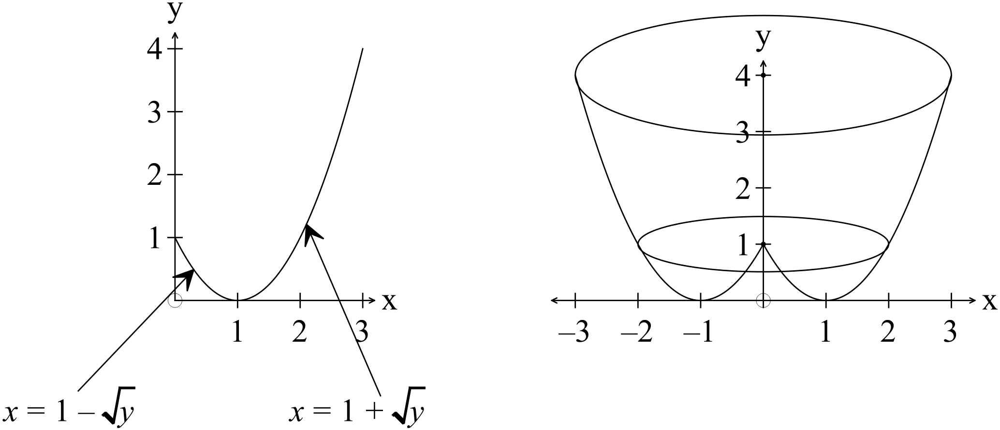 y
4
3
2
1
x
1 2 3
x = 1 – √y
x = 1 + √y
y
4
3
2
1
x
–3 –2 –1 1 2 3